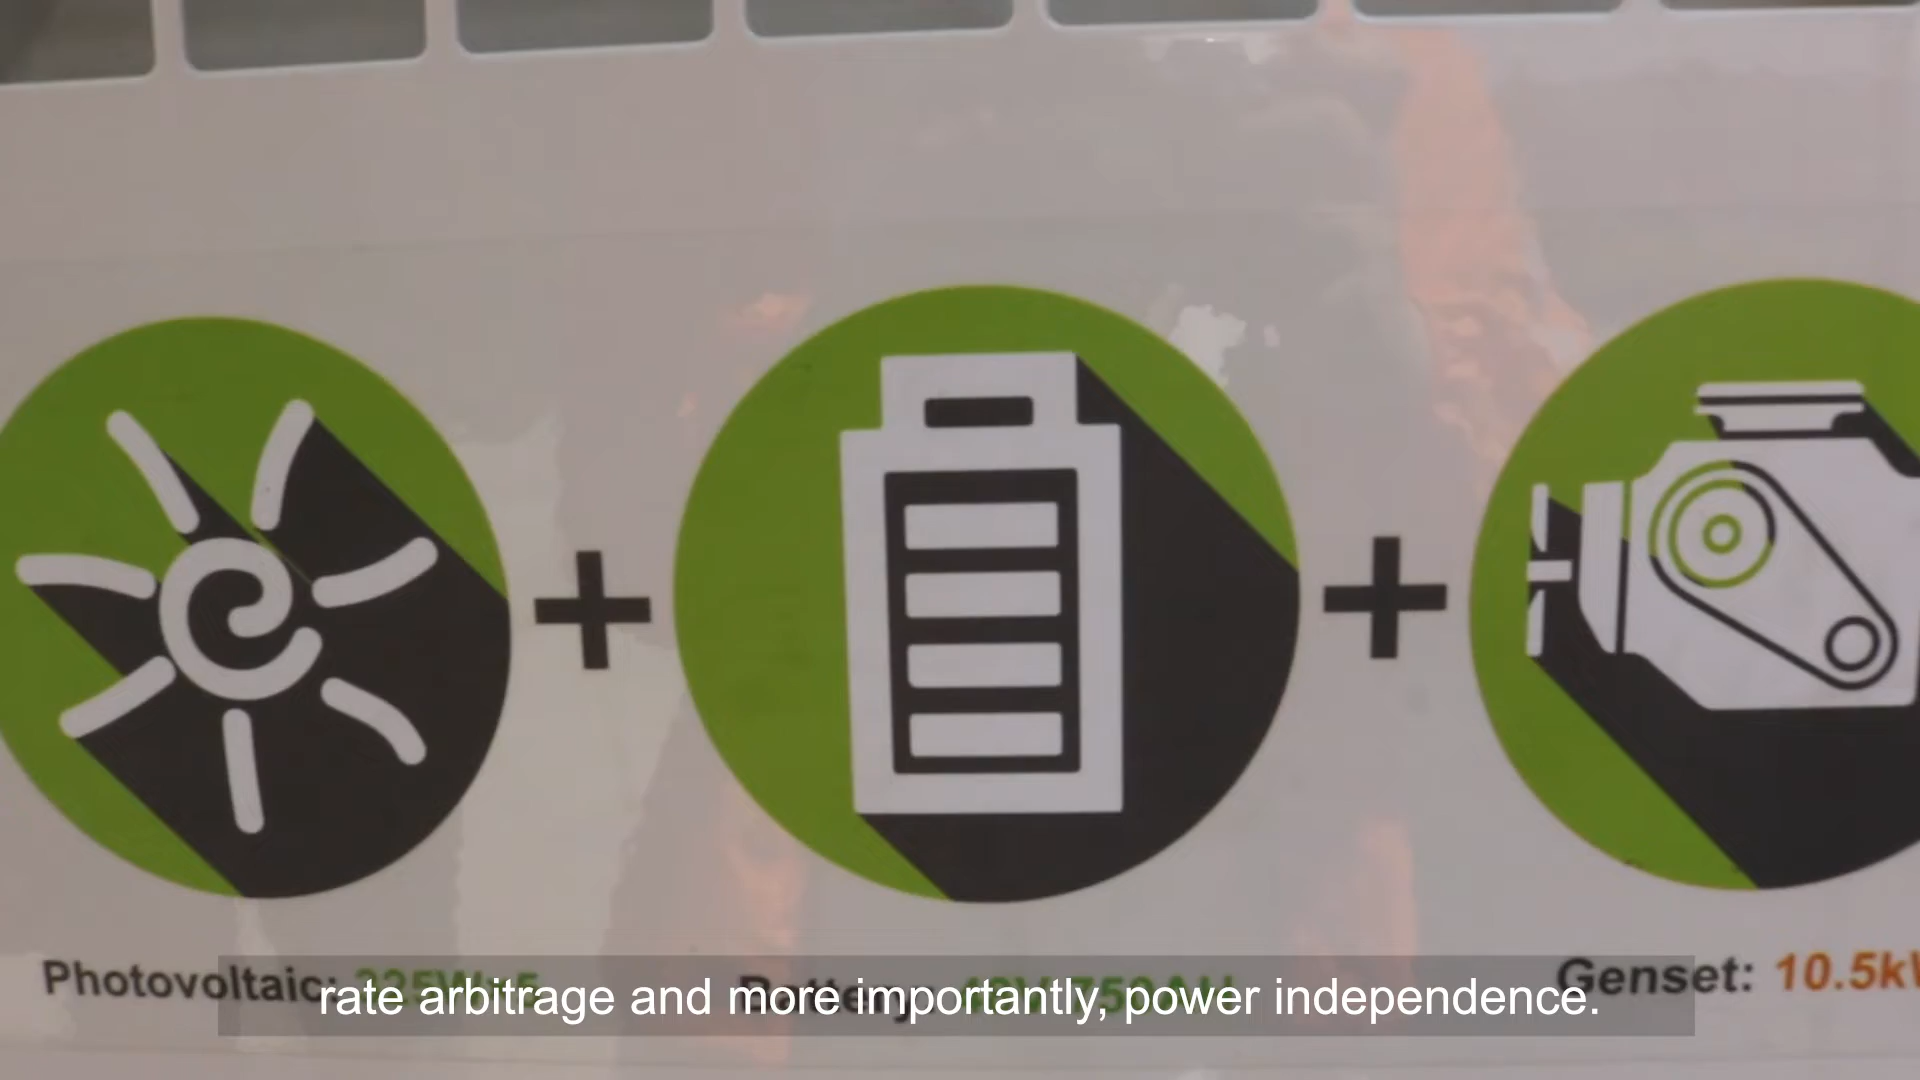 Photovoltaic:
Genset: 10.5k
rate arbitrage and more importantly, power independence.